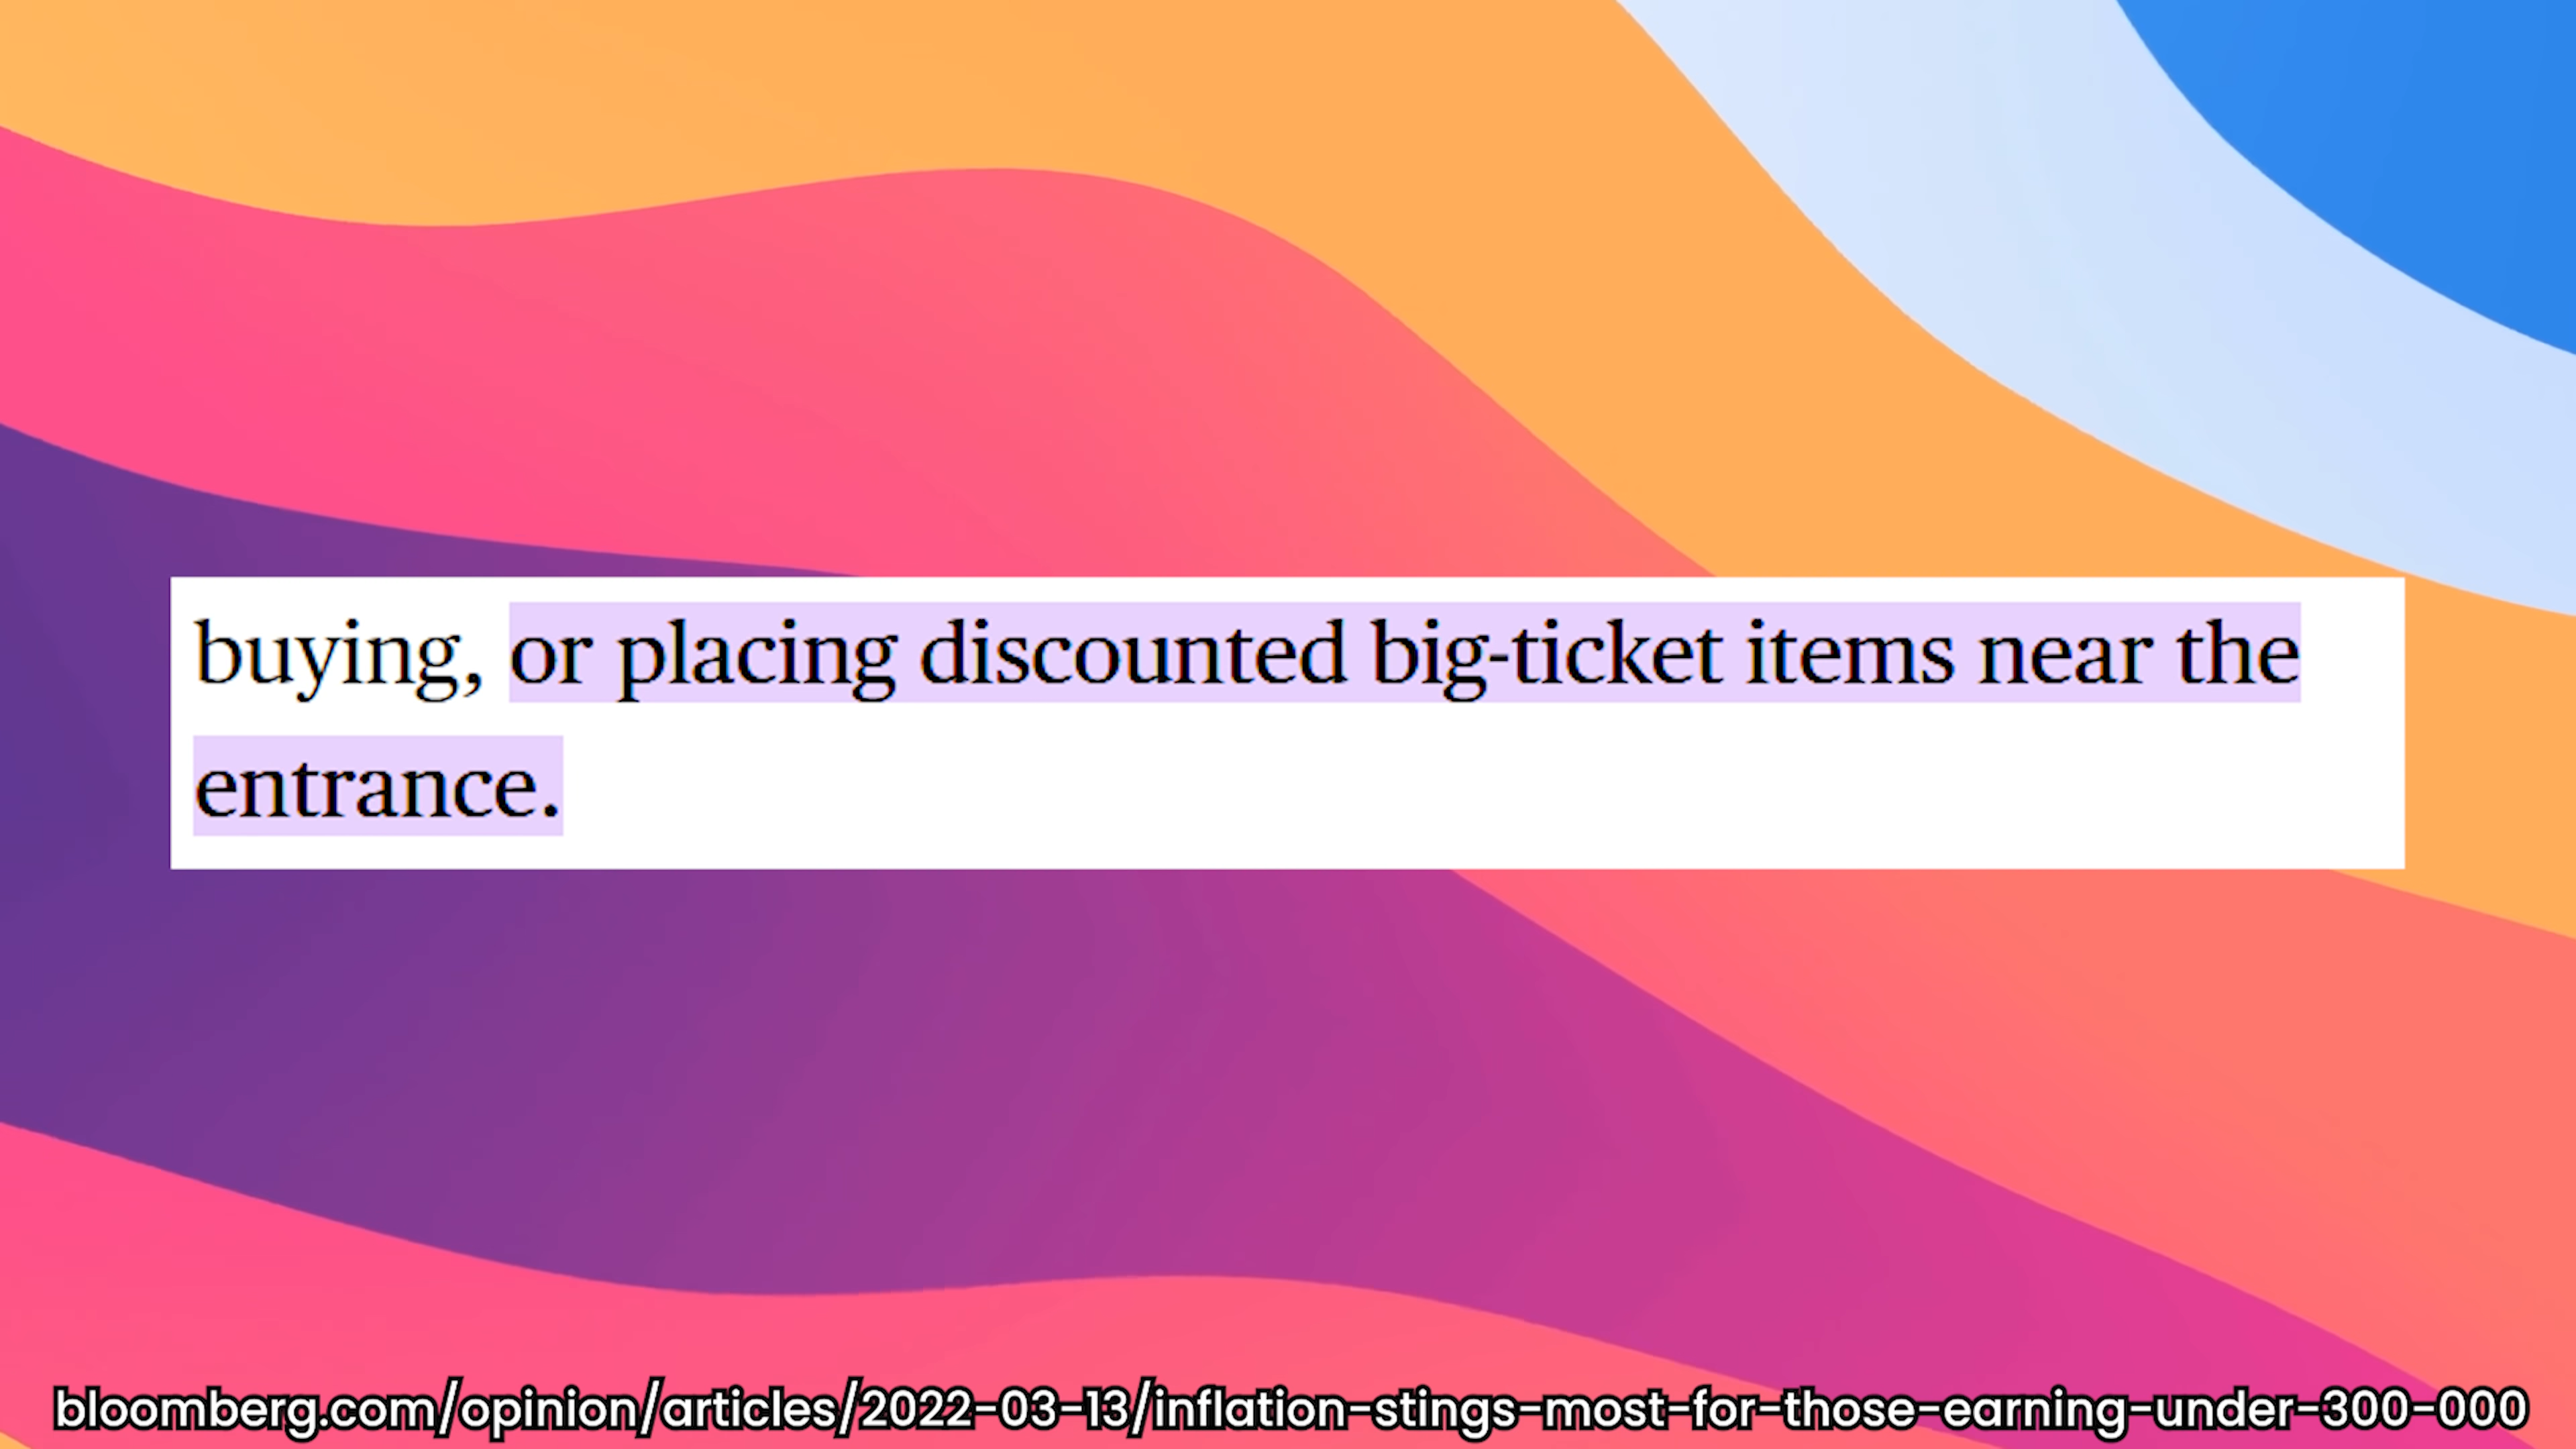 buying, or placing discounted big-ticket items near the
entrance.
bloomberg.com/opinion/articles/2022-03-13/inflation-stings-most-for-those-earning-under-300-000